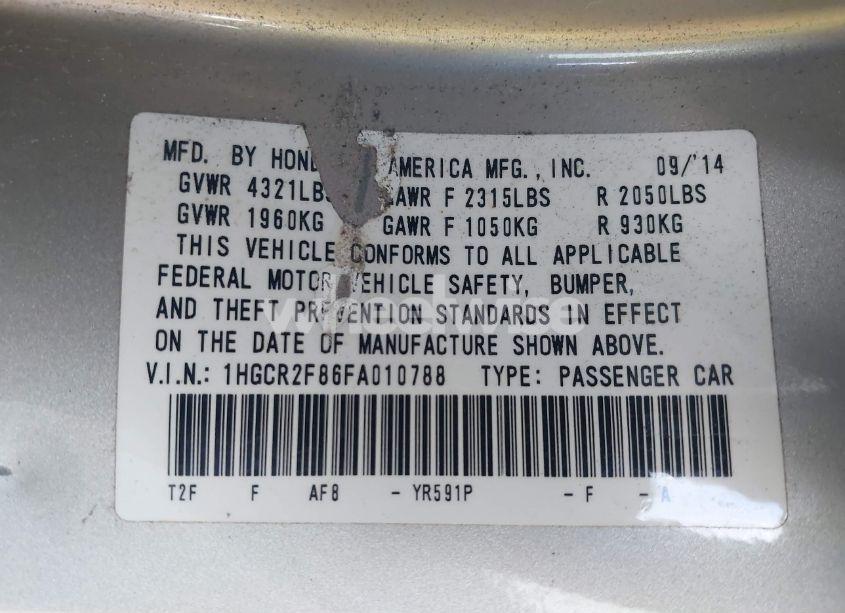 MFD. BY HOND AMERICA MFG., INC. 09/'14
GVWR 4321LBS GAWR F 2315LBS R 2050LBS
GVWR 1960KG GAWR F 1050KG R 930KG
THIS VEHICLE CONFORMS TO ALL APPLICABLE
FEDERAL MOTOR VEHICLE SAFETY, BUMPER,
AND THEFT PREVENTION STANDARDS IN EFFECT
wheelwire
ON THE DATE OF MANUFACTURE SHOWN ABOVE.
V.I.N.: 1HGCR2F86FA010788 TYPE: PASSENGER CAR
T2F F AF8 - YR591P - F - A